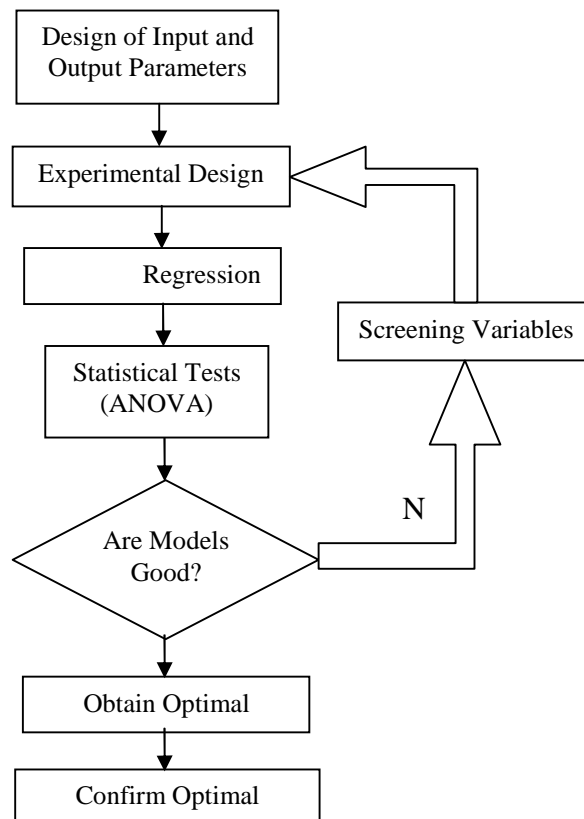 Design of Input and
Output Parameters
Experimental Design
Regression
Screening Variables
Statistical Tests
(ANOVA)
N
Are Models
Good?
Obtain Optimal
Confirm Optimal